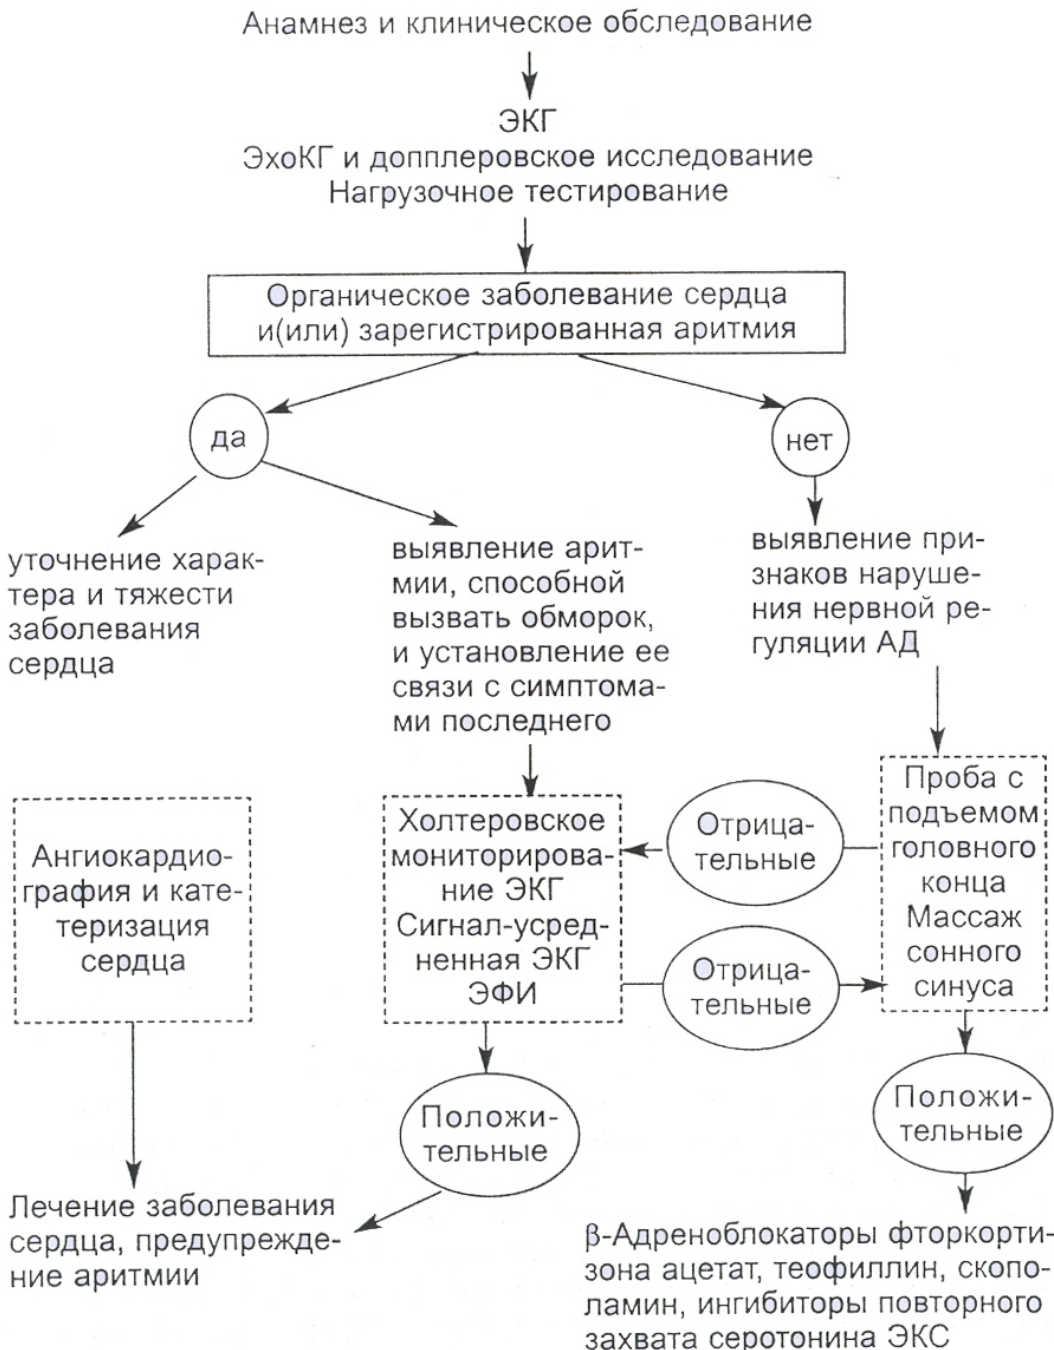 Анамнез и клиническое обследование
ЭКГ
ЭхоКГ и допплеровское исследование
Нагрузочное тестирование
Органическое заболевание сердца
и(или) зарегистрированная аритмия
да
нет
уточнение харак-
тера и тяжести
заболевания
сердца
выявление арит-
мии, способной
вызвать обморок,
и установление ее
связи с симптома-
ми последнего
выявление при-
знаков наруше-
ния нервной ре-
гуляции АД
Ангиокардио-
графия и кате-
теризация
сердца
Холтеровское
мониторирова-
ние ЭКГ
Сигнал-усред-
ненная ЭКГ
ЭФИ
Отрица-
тельные
Отрица-
тельные
Проба с
подъемом
головного
конца
Массаж
сонного
синуса
Положи-
тельные
Положи-
тельные
Лечение заболевания
сердца, предупрежде-
ние аритмии
β-Адреноблокаторы фторкорти-
зона ацетат, теофиллин, скопо-
ламин, ингибиторы повторного
захвата серотонина ЭКС